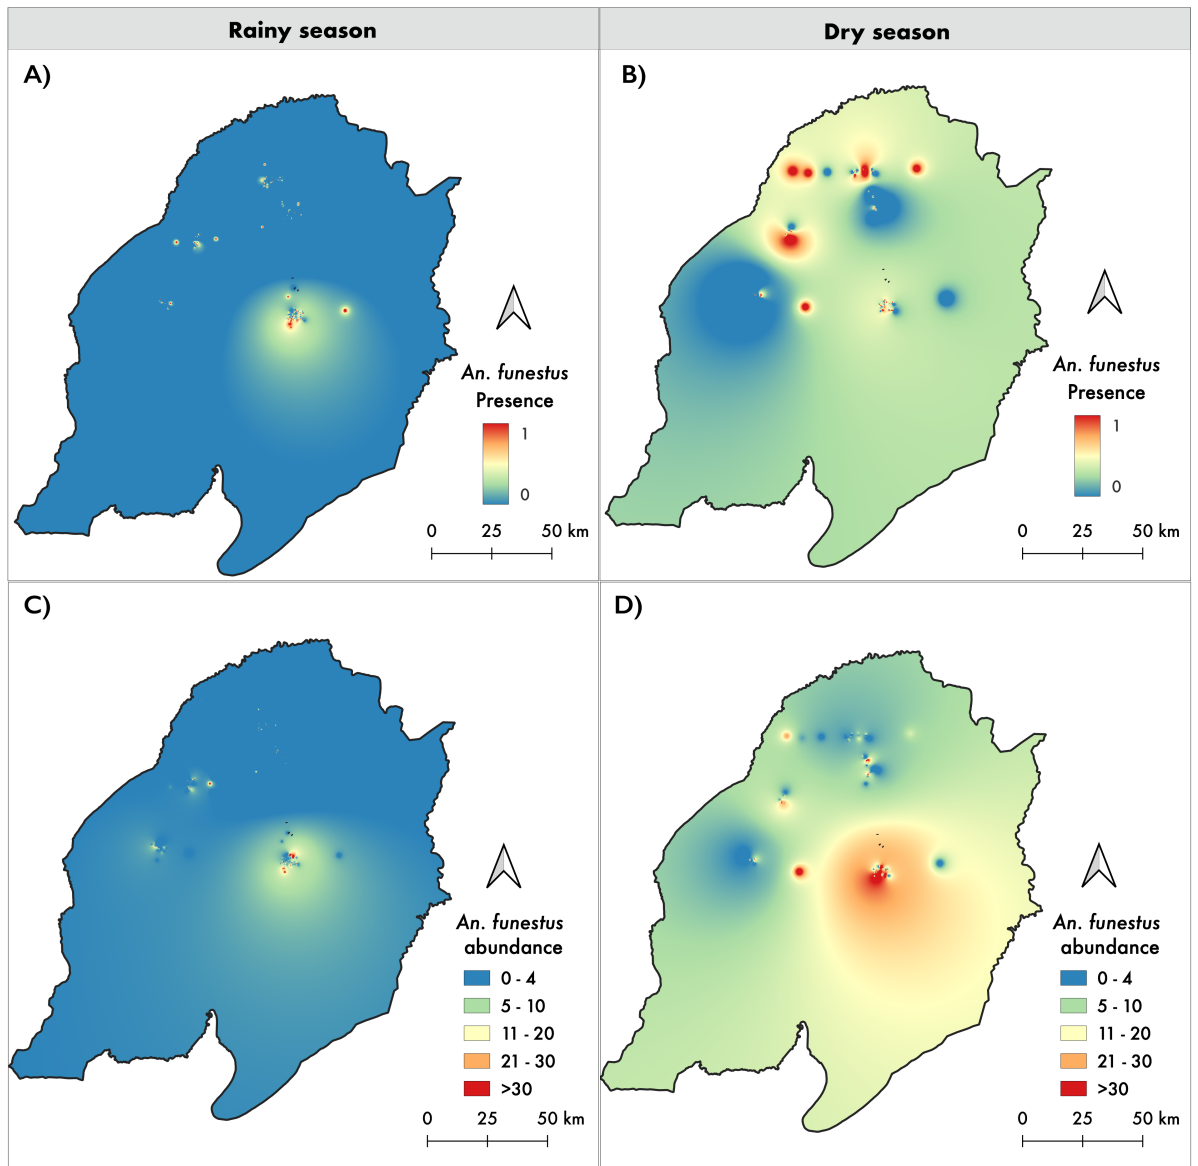 Rainy season
Dry season
A)
B)
An. funestus
Presence
1
0
0 25 50 km
An. funestus
Presence
1
0
0 25 50 km
C)
D)
An. funestus
abundance
0 - 4
5 - 10
11 - 20
21 - 30
>30
0 25 50 km
An. funestus
abundance
0 - 4
5 - 10
11 - 20
21 - 30
>30
0 25 50 km